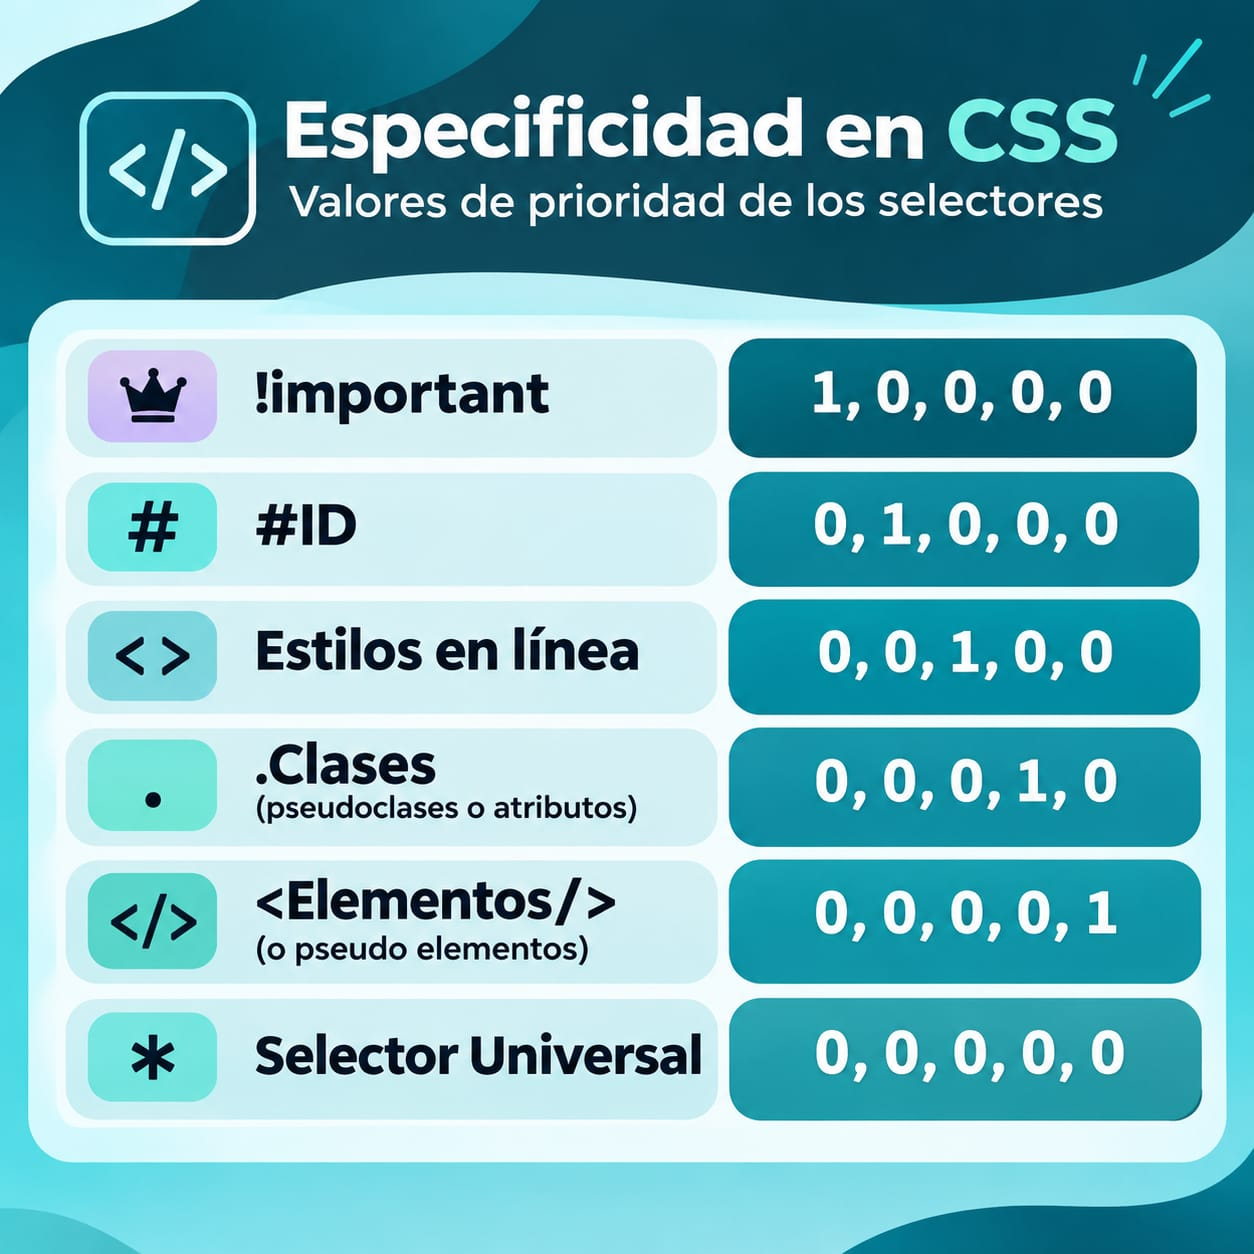 </>
Especificidad en CSS
Valores de prioridad de los selectores
!important
1, 0, 0, 0, 0
#
#ID
0, 1, 0, 0, 0
< >
Estilos en línea
0, 0, 1, 0, 0
.
.Clases
(pseudoclases o atributos)
0, 0, 0, 1, 0
</>
<Elementos/>
(o pseudo elementos)
0, 0, 0, 0, 1
*
Selector Universal
0, 0, 0, 0, 0